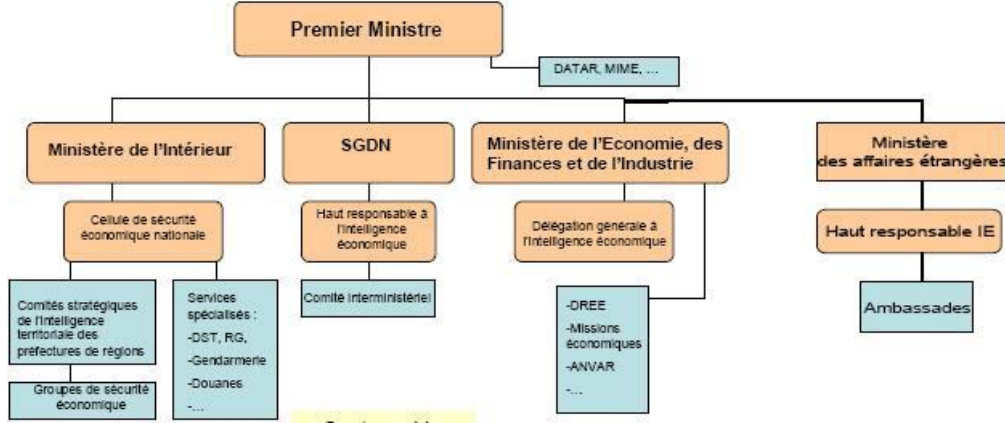 Premier Ministre
DATAR, MIME, ...
Ministère de l'Intérieur
SGDN
Ministère de l'Economie, des
Finances et de l'Industrie
Ministère
des affaires étrangères
Cellule de sécurité
économique nationale
Haut responsable à
l'intelligence
économique
Délégation générale à
l'intelligence économique
Haut responsable IE
Comités stratégiques
de l'intelligence
territoriale des
préfectures de régions
Groupes de sécurité
économique
Services
spécialisés :
-DST, RG,
-Gendarmerie
-Douanes
-...
Comité interministériel
-DREE
-Missions
économiques
-ANVAR
-...
Ambassades